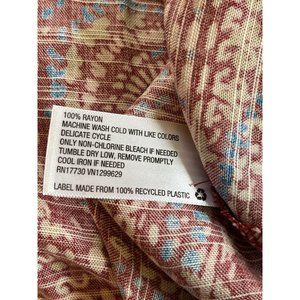 100% RAYON
MACHINE WASH COLD WITH LIKE COLORS
DELICATE CYCLE
ONLY NON-CHLORINE BLEACH IF NEEDED
TUMBLE DRY LOW, REMOVE PROMPTLY
COOL IRON IF NEEDED
RN17730 VN1299629
LABEL MADE FROM 100% RECYCLED PLASTIC